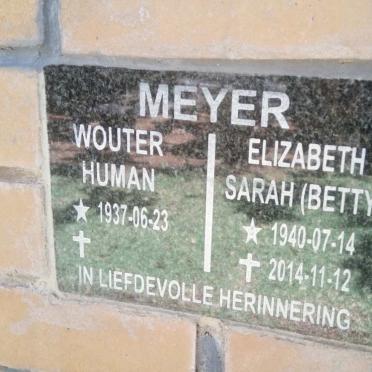 MEYER
WOUTER
HUMAN
★ 1937-06-23
✝
ELIZABETH
SARAH (BETTY
★ 1940-07-14
✝ 2014-11-12
IN LIEFDEVOLLE HERINNERING